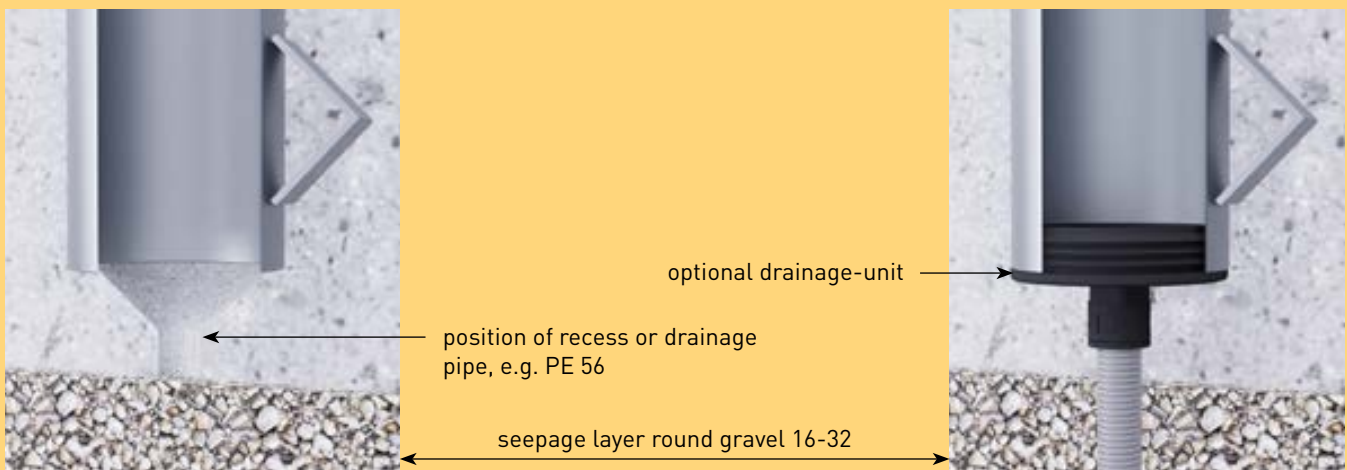 optional drainage-unit
position of recess or drainage
pipe, e.g. PE 56
seepage layer round gravel 16-32